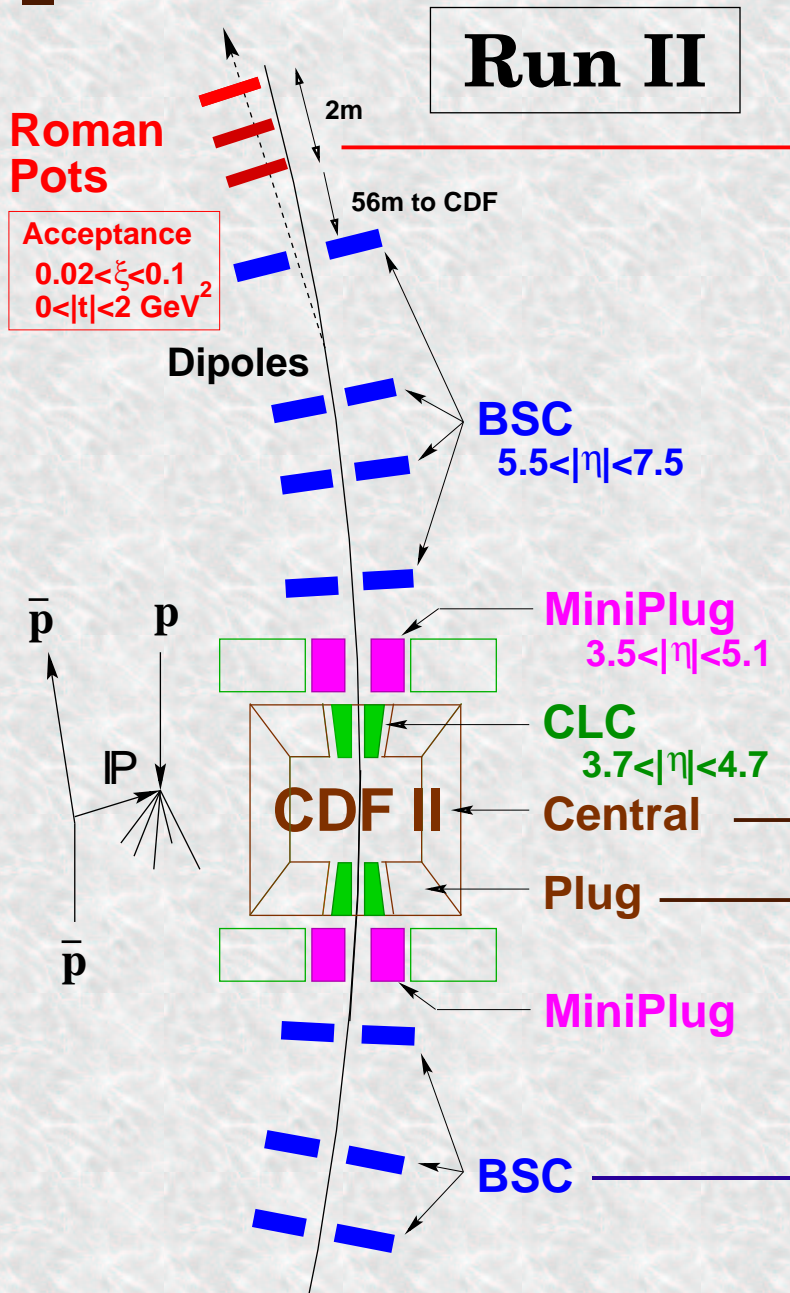 Run II
2m
Roman
Pots
56m to CDF
Acceptance
0.02<ξ<0.1
0<|t|<2 GeV²
Dipoles
BSC
5.5<|η|<7.5
p̅
p
MiniPlug
3.5<|η|<5.1
CLC
3.7<|η|<4.7
ℙ
CDF II
Central
Plug
p̅
MiniPlug
BSC